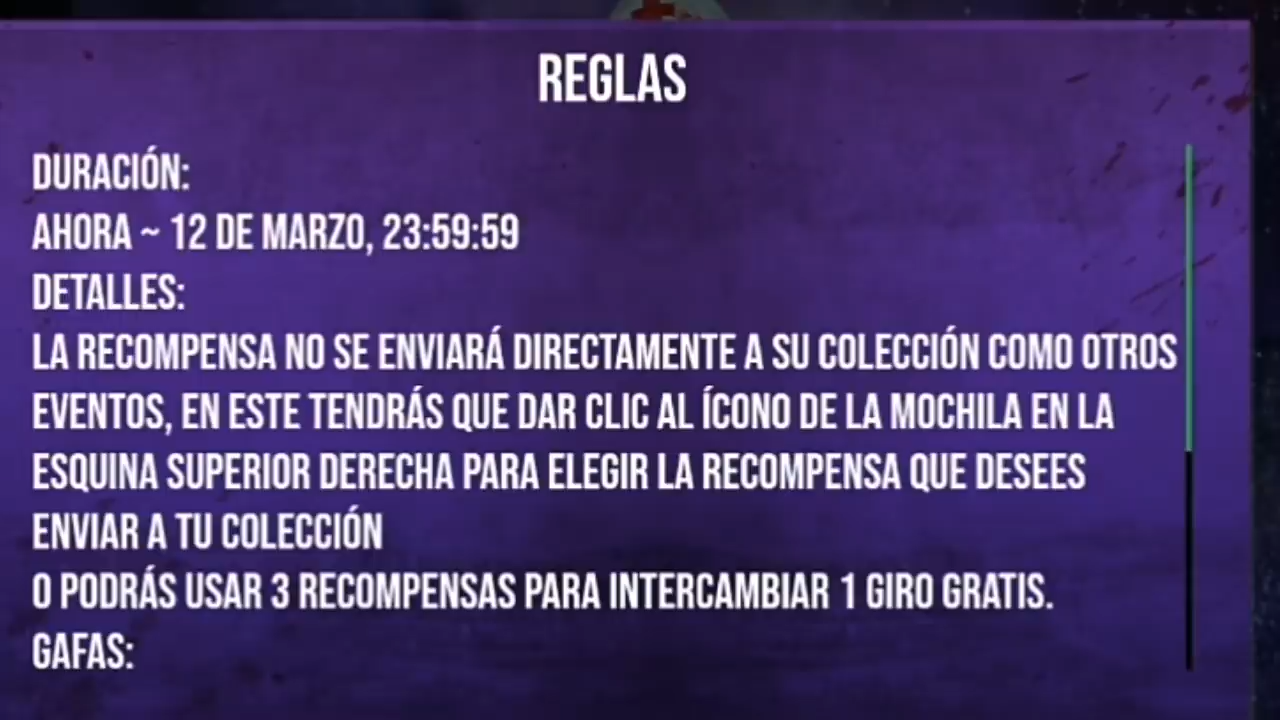 REGLAS
DURACIÓN:
AHORA ~ 12 DE MARZO, 23:59:59
DETALLES:
LA RECOMPENSA NO SE ENVIARÁ DIRECTAMENTE A SU COLECCIÓN COMO OTROS
EVENTOS, EN ESTE TENDRÁS QUE DAR CLIC AL ÍCONO DE LA MOCHILA EN LA
ESQUINA SUPERIOR DERECHA PARA ELEGIR LA RECOMPENSA QUE DESEES
ENVIAR A TU COLECCIÓN
O PODRÁS USAR 3 RECOMPENSAS PARA INTERCAMBIAR 1 GIRO GRATIS.
GAFAS: